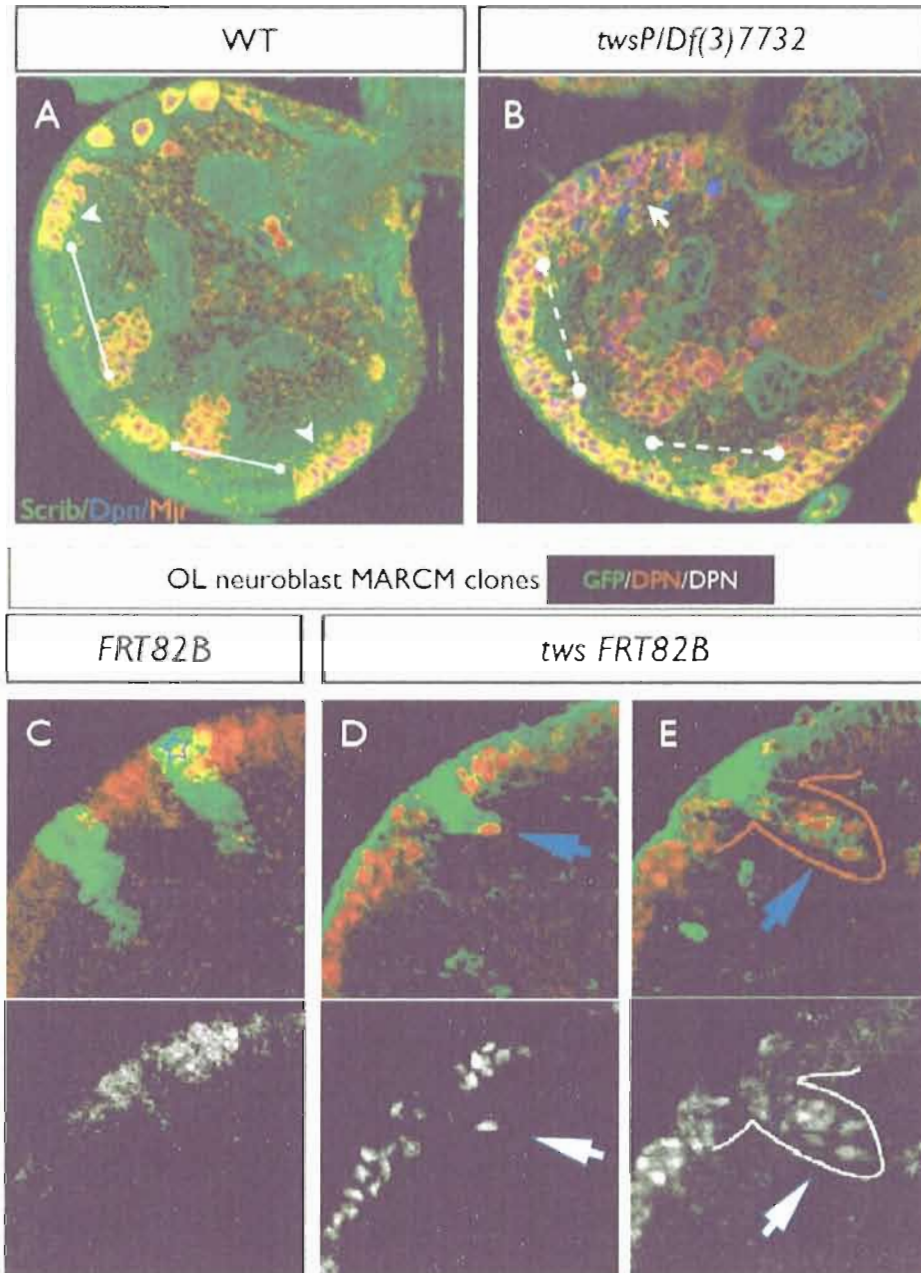 WT
twsP/Df(3)7732
A
B
Scrib/Dpn/Mir
OL neuroblast MARCM clones GFP/DPN/DPN
FRT82B
tws FRT82B
C
D
E